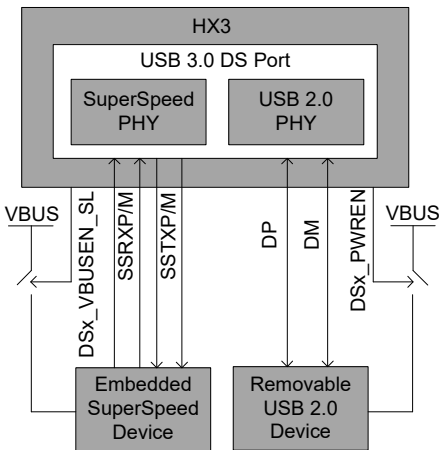 HX3
USB 3.0 DS Port
SuperSpeed
PHY
USB 2.0
PHY
VBUS
DSx_VBUSEN_SL
SSRXP/M
SSTXP/M
DP
DM
DSx_PWREN
VBUS
Embedded
SuperSpeed
Device
Removable
USB 2.0
Device